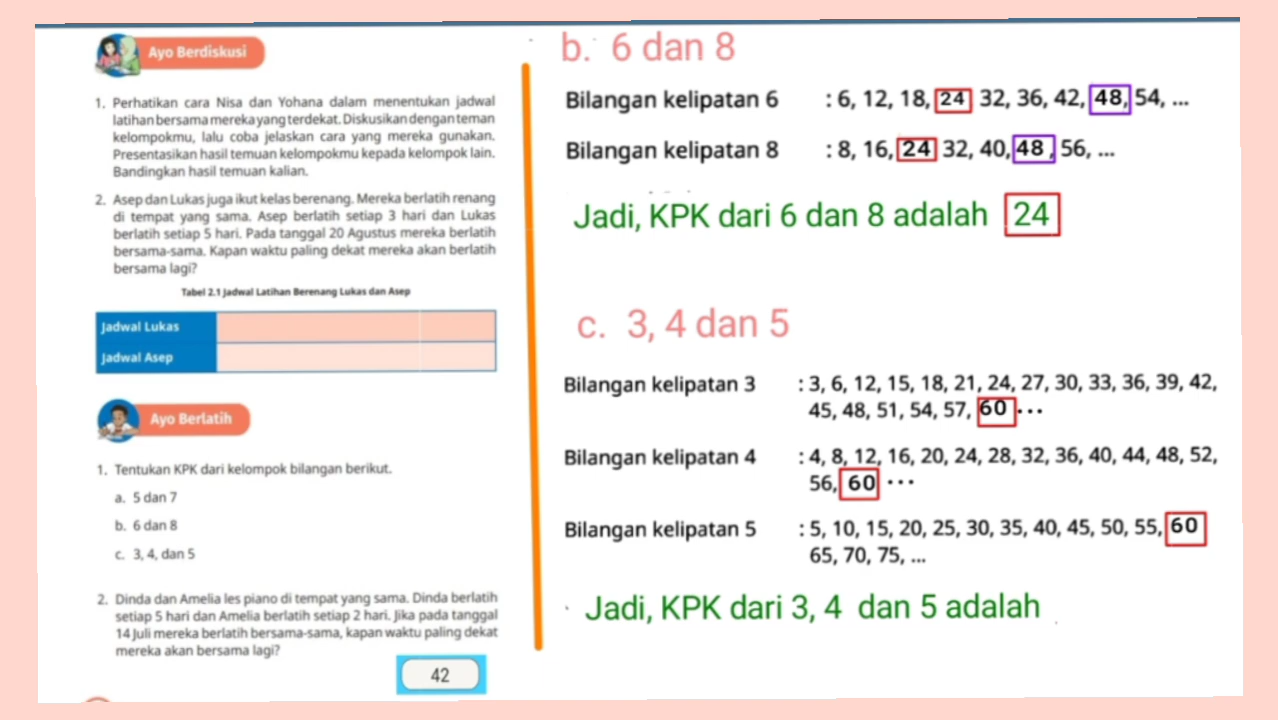 Ayo Berdiskusi
1. Perhatikan cara Nisa dan Yohana dalam menentukan jadwal
latihan bersama mereka yang terdekat. Diskusikan dengan teman
kelompokmu, lalu coba jelaskan cara yang mereka gunakan.
Presentasikan hasil temuan kelompokmu kepada kelompok lain.
Bandingkan hasil temuan kalian.
2. Asep dan Lukas juga ikut kelas berenang. Mereka berlatih renang
di tempat yang sama. Asep berlatih setiap 3 hari dan Lukas
berlatih setiap 5 hari. Pada tanggal 20 Agustus mereka berlatih
bersama-sama. Kapan waktu paling dekat mereka akan berlatih
bersama lagi?
Tabel 2.1 Jadwal Latihan Berenang Lukas dan Asep
Jadwal Lukas
Jadwal Asep
Ayo Berlatih
1. Tentukan KPK dari kelompok bilangan berikut.
a. 5 dan 7
b. 6 dan 8
c. 3, 4, dan 5
2. Dinda dan Amelia les piano di tempat yang sama. Dinda berlatih
setiap 5 hari dan Amelia berlatih setiap 2 hari. Jika pada tanggal
14 Juli mereka berlatih bersama-sama, kapan waktu paling dekat
mereka akan bersama lagi?
42
b. 6 dan 8
Bilangan kelipatan 6 : 6, 12, 18, 24 32, 36, 42, 48, 54, ...
Bilangan kelipatan 8 : 8, 16, 24 32, 40, 48 , 56, ...
Jadi, KPK dari 6 dan 8 adalah 24
c. 3, 4 dan 5
Bilangan kelipatan 3 : 3, 6, 12, 15, 18, 21, 24, 27, 30, 33, 36, 39, 42,
45, 48, 51, 54, 57, 60 ...
Bilangan kelipatan 4 : 4, 8, 12, 16, 20, 24, 28, 32, 36, 40, 44, 48, 52,
56, 60 ...
Bilangan kelipatan 5 : 5, 10, 15, 20, 25, 30, 35, 40, 45, 50, 55, 60
65, 70, 75, ...
Jadi, KPK dari 3, 4 dan 5 adalah